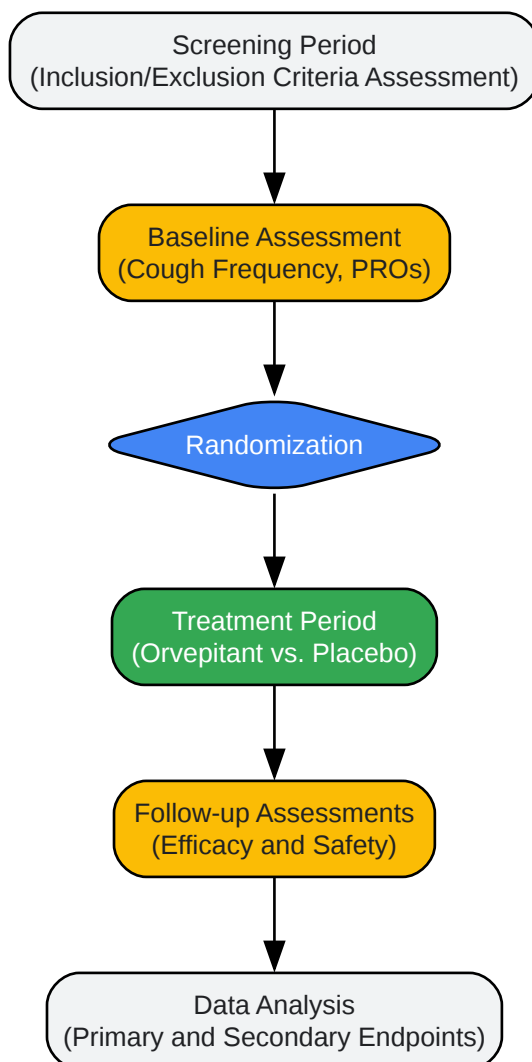 Screening Period
(Inclusion/Exclusion Criteria Assessment)
Baseline Assessment
(Cough Frequency, PROs)
Randomization
Treatment Period
(Orvepitant vs. Placebo)
Follow-up Assessments
(Efficacy and Safety)
Data Analysis
(Primary and Secondary Endpoints)